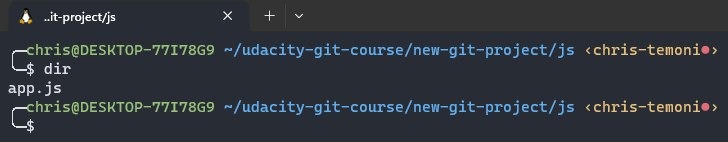 ..it-project/js
chris@DESKTOP-77I78G9 ~/udacity-git-course/new-git-project/js ‹chris-temoni●›
$ dir
app.js
chris@DESKTOP-77I78G9 ~/udacity-git-course/new-git-project/js ‹chris-temoni●›
$